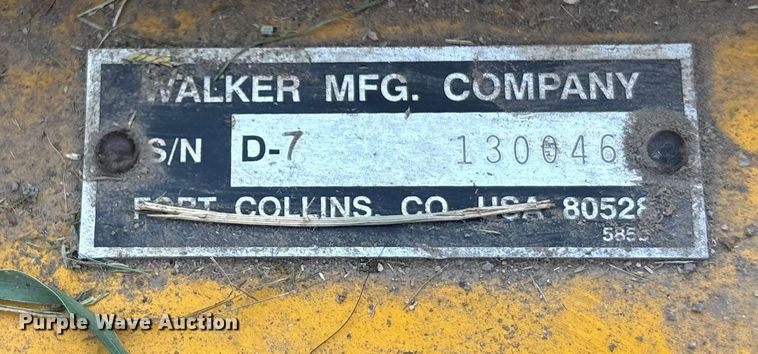 WALKER MFG. COMPANY
S/N D-7 130046
FORT COLLINS, CO USA 80528
Purple Wave Auction